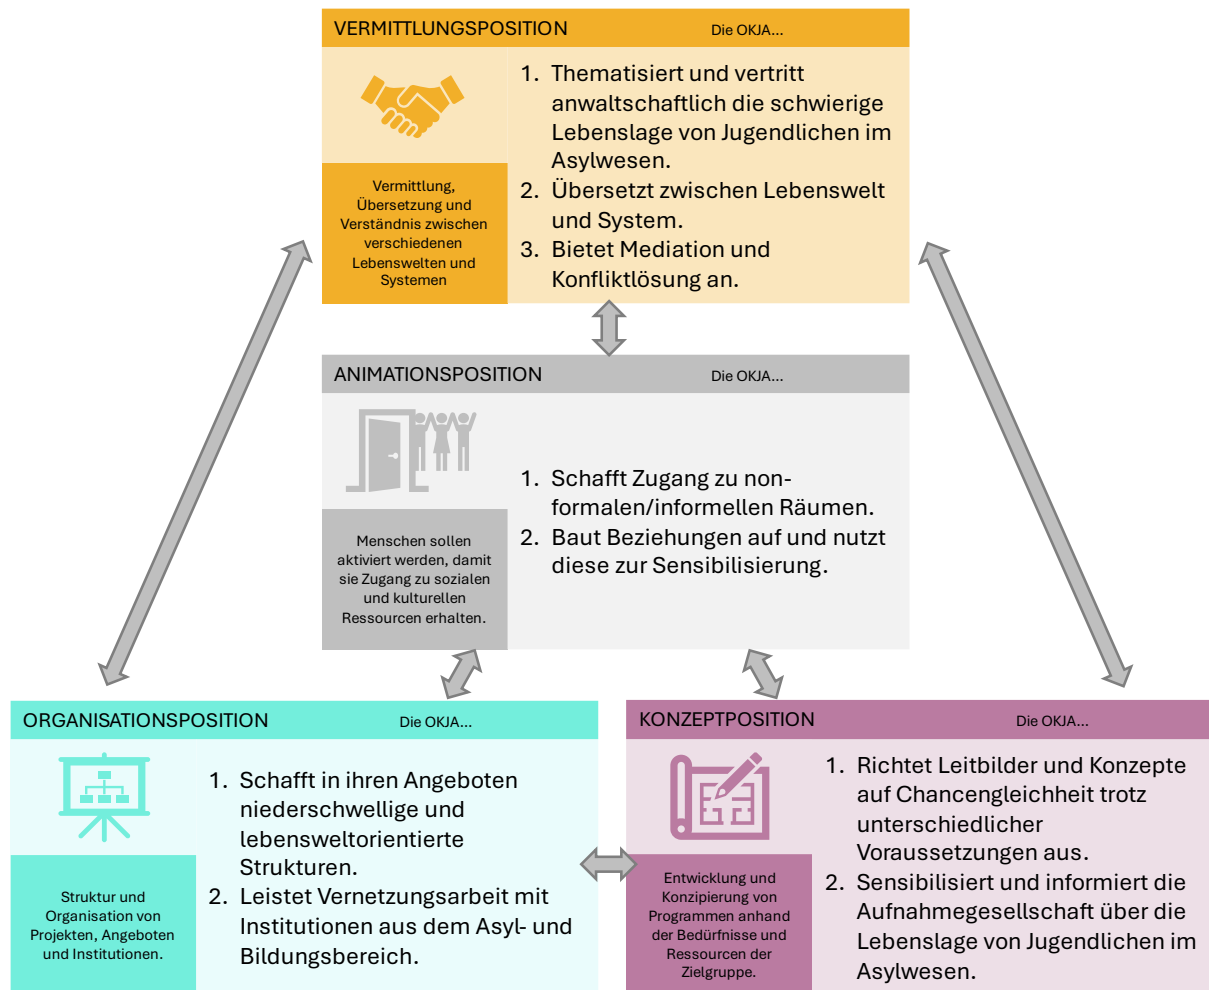 VERMITTLUNGSPOSITION Die OKJA...
Vermittlung,
Übersetzung und
Verständnis zwischen
verschiedenen
Lebenswelten und
Systemen
1. Thematisiert und vertritt
anwaltschaftlich die schwierige
Lebenslage von Jugendlichen im
Asylwesen.
2. Übersetzt zwischen Lebenswelt
und System.
3. Bietet Mediation und
Konfliktlösung an.
ANIMATIONSPOSITION Die OKJA...
Menschen sollen
aktiviert werden, damit
sie Zugang zu sozialen
und kulturellen
Ressourcen erhalten.
1. Schafft Zugang zu non-
formalen/informellen Räumen.
2. Baut Beziehungen auf und nutzt
diese zur Sensibilisierung.
ORGANISATIONSPOSITION Die OKJA...
Struktur und
Organisation von
Projekten, Angeboten
und Institutionen.
1. Schafft in ihren Angeboten
niederschwellige und
lebensweltorientierte
Strukturen.
2. Leistet Vernetzungsarbeit mit
Institutionen aus dem Asyl- und
Bildungsbereich.
KONZEPTPOSITION Die OKJA...
Entwicklung und
Konzipierung von
Programmen anhand
der Bedürfnisse und
Ressourcen der
Zielgruppe.
1. Richtet Leitbilder und Konzepte
auf Chancengleichheit trotz
unterschiedlicher
Voraussetzungen aus.
2. Sensibilisiert und informiert die
Aufnahmegesellschaft über die
Lebenslage von Jugendlichen im
Asylwesen.